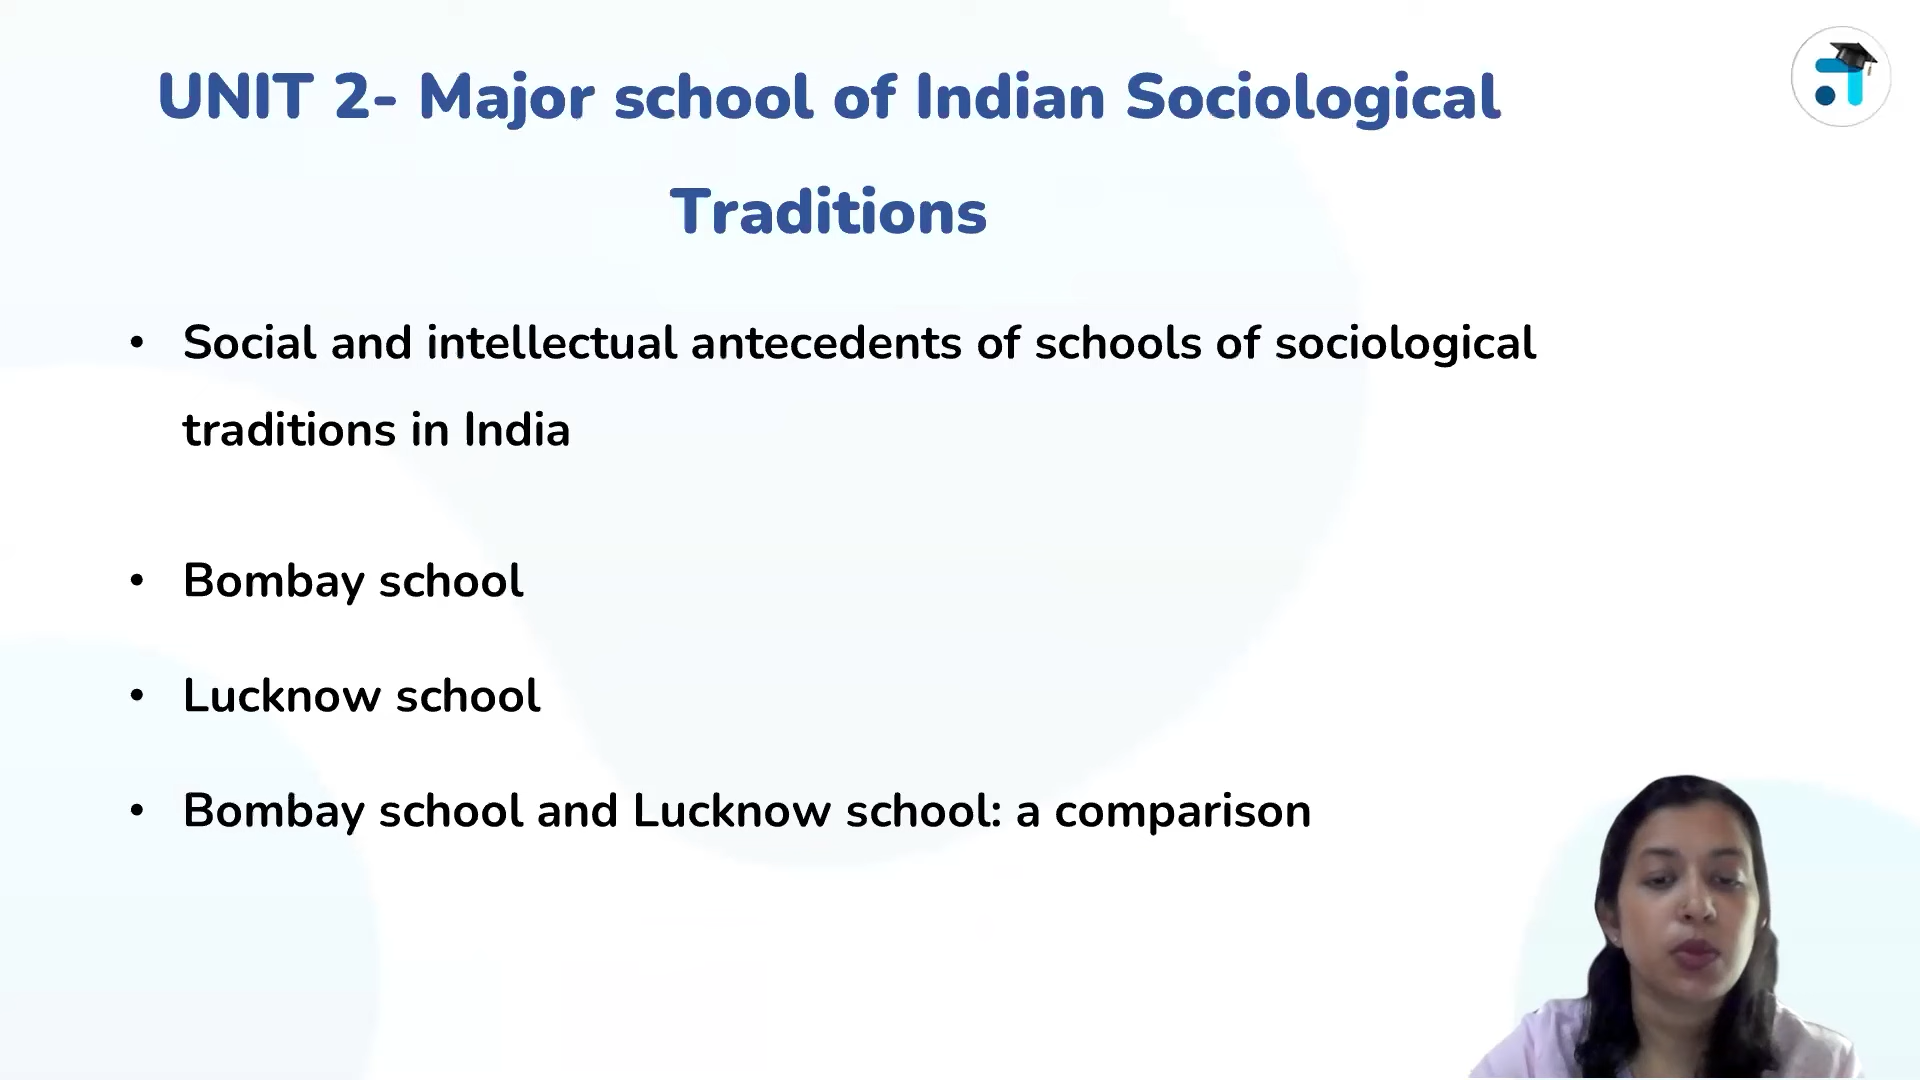 UNIT 2- Major school of Indian Sociological
Traditions
• Social and intellectual antecedents of schools of sociological
traditions in India
• Bombay school
• Lucknow school
• Bombay school and Lucknow school: a comparison